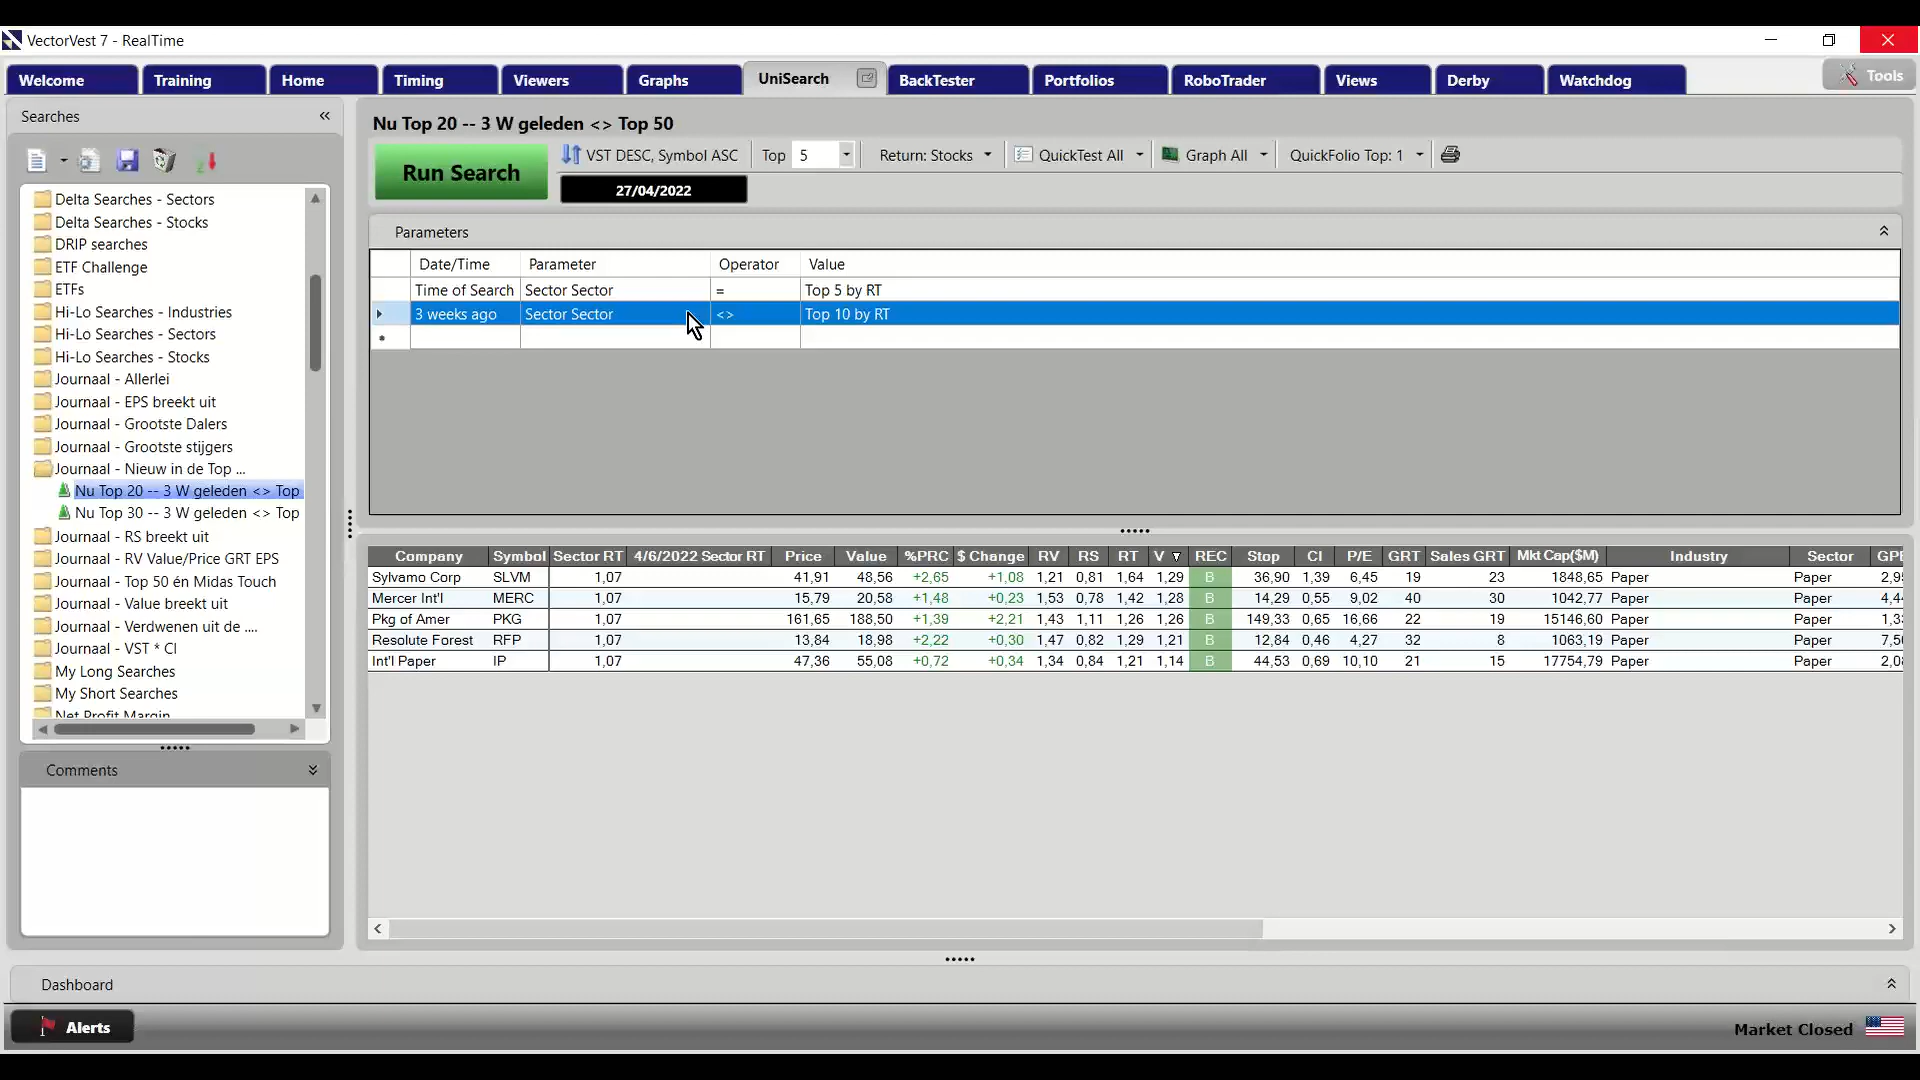 VectorVest 7 - RealTime
Welcome Training Home Timing Viewers Graphs UniSearch BackTester Portfolios RoboTrader Views Derby Watchdog Tools
Searches
Delta Searches - Sectors
Delta Searches - Stocks
DRIP searches
ETF Challenge
ETFs
Hi-Lo Searches - Industries
Hi-Lo Searches - Sectors
Hi-Lo Searches - Stocks
Journaal - Allerlei
Journaal - EPS breekt uit
Journaal - Grootste Dalers
Journaal - Grootste stijgers
Journaal - Nieuw in de Top ...
Nu Top 20 -- 3 W geleden <> Top
Nu Top 30 -- 3 W geleden <> Top
Journaal - RS breekt uit
Journaal - RV Value/Price GRT EPS
Journaal - Top 50 én Midas Touch
Journaal - Value breekt uit
Journaal - Verdwenen uit de ....
Journaal - VST * CI
My Long Searches
My Short Searches
Net Profit Margin
Comments
Nu Top 20 -- 3 W geleden <> Top 50
Run Search
VST DESC, Symbol ASC Top 5 Return: Stocks QuickTest All Graph All QuickFolio Top: 1
27/04/2022
Parameters
Date/Time Parameter Operator Value
Time of Search Sector Sector = Top 5 by RT
3 weeks ago Sector Sector <> Top 10 by RT
Company Symbol Sector RT 4/6/2022 Sector RT Price Value %PRC $ Change RV RS RT V REC Stop CI P/E GRT Sales GRT Mkt Cap($M) Industry Sector
Sylvamo Corp SLVM 1,07 41,91 48,56 +2,65 +1,08 1,21 0,81 1,64 1,29 B 36,90 1,39 6,45 19 23 1848,65 Paper Paper
Mercer Int'l MERC 1,07 15,79 20,58 +1,48 +0,23 1,53 0,78 1,42 1,28 B 14,29 0,55 9,02 40 30 1042,77 Paper Paper
Pkg of Amer PKG 1,07 161,65 188,50 +1,39 +2,21 1,43 1,11 1,26 1,26 B 149,33 0,65 16,66 22 19 15146,60 Paper Paper
Resolute Forest RFP 1,07 13,84 18,98 +2,22 +0,30 1,47 0,82 1,29 1,21 B 12,84 0,46 4,27 32 8 1063,19 Paper Paper
Int'l Paper IP 1,07 47,36 55,08 +0,72 +0,34 1,34 0,84 1,21 1,14 B 44,53 0,69 10,10 21 15 17754,79 Paper Paper
Dashboard
Alerts
Market Closed